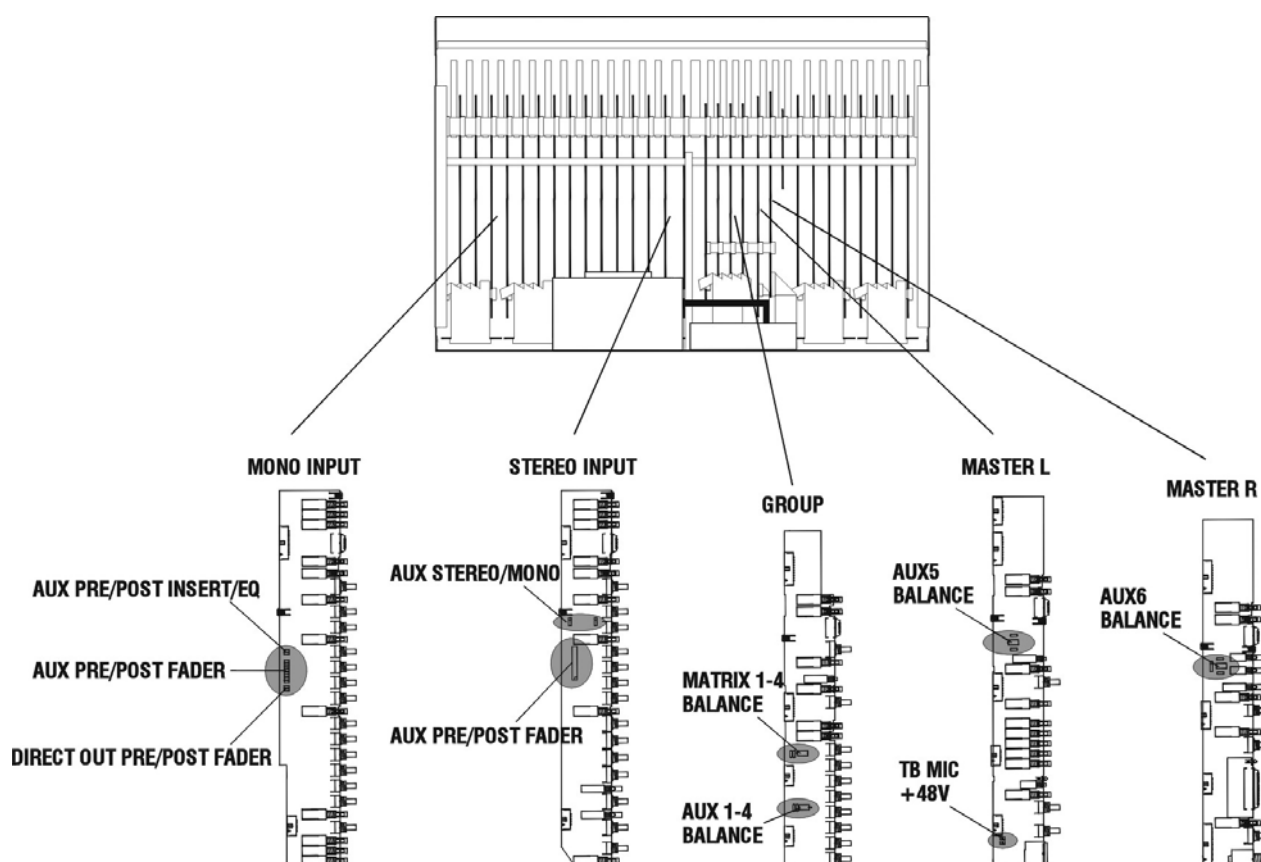 MONO INPUT
AUX PRE/POST INSERT/EQ
AUX PRE/POST FADER
DIRECT OUT PRE/POST FADER
STEREO INPUT
AUX STEREO/MONO
AUX PRE/POST FADER
GROUP
MATRIX 1-4
BALANCE
AUX 1-4
BALANCE
MASTER L
AUX5
BALANCE
TB MIC
+48V
MASTER R
AUX6
BALANCE